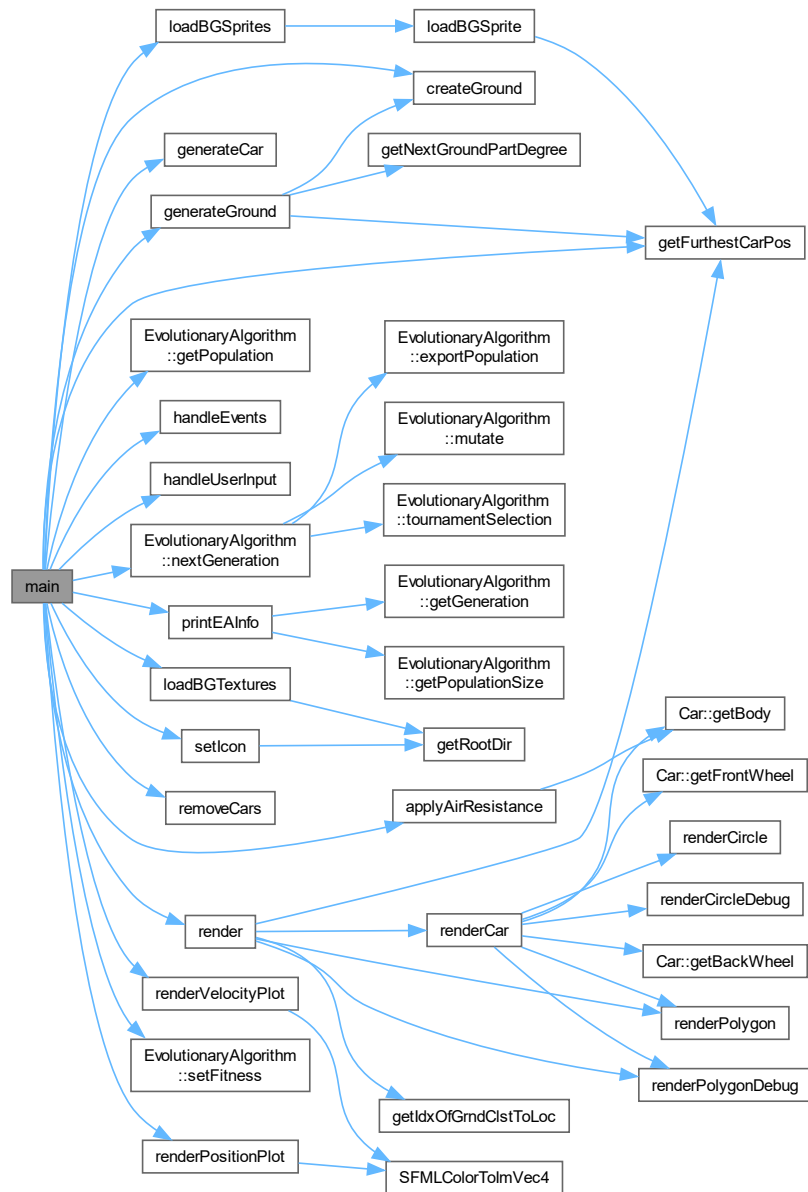 loadBGSprites
loadBGSprite
createGround
generateCar
getNextGroundPartDegree
generateGround
getFurthestCarPos
EvolutionaryAlgorithm
::getPopulation
EvolutionaryAlgorithm
::exportPopulation
handleEvents
EvolutionaryAlgorithm
::mutate
handleUserInput
EvolutionaryAlgorithm
::tournamentSelection
EvolutionaryAlgorithm
::nextGeneration
main
EvolutionaryAlgorithm
::getGeneration
printEAInfo
EvolutionaryAlgorithm
::getPopulationSize
loadBGTextures
setIcon
getRootDir
Car::getBody
Car::getFrontWheel
removeCars
applyAirResistance
renderCircle
renderCircleDebug
render
renderCar
Car::getBackWheel
renderVelocityPlot
renderPolygon
EvolutionaryAlgorithm
::setFitness
renderPolygonDebug
getIdxOfGrndClstToLoc
renderPositionPlot
SFMLColorToImVec4